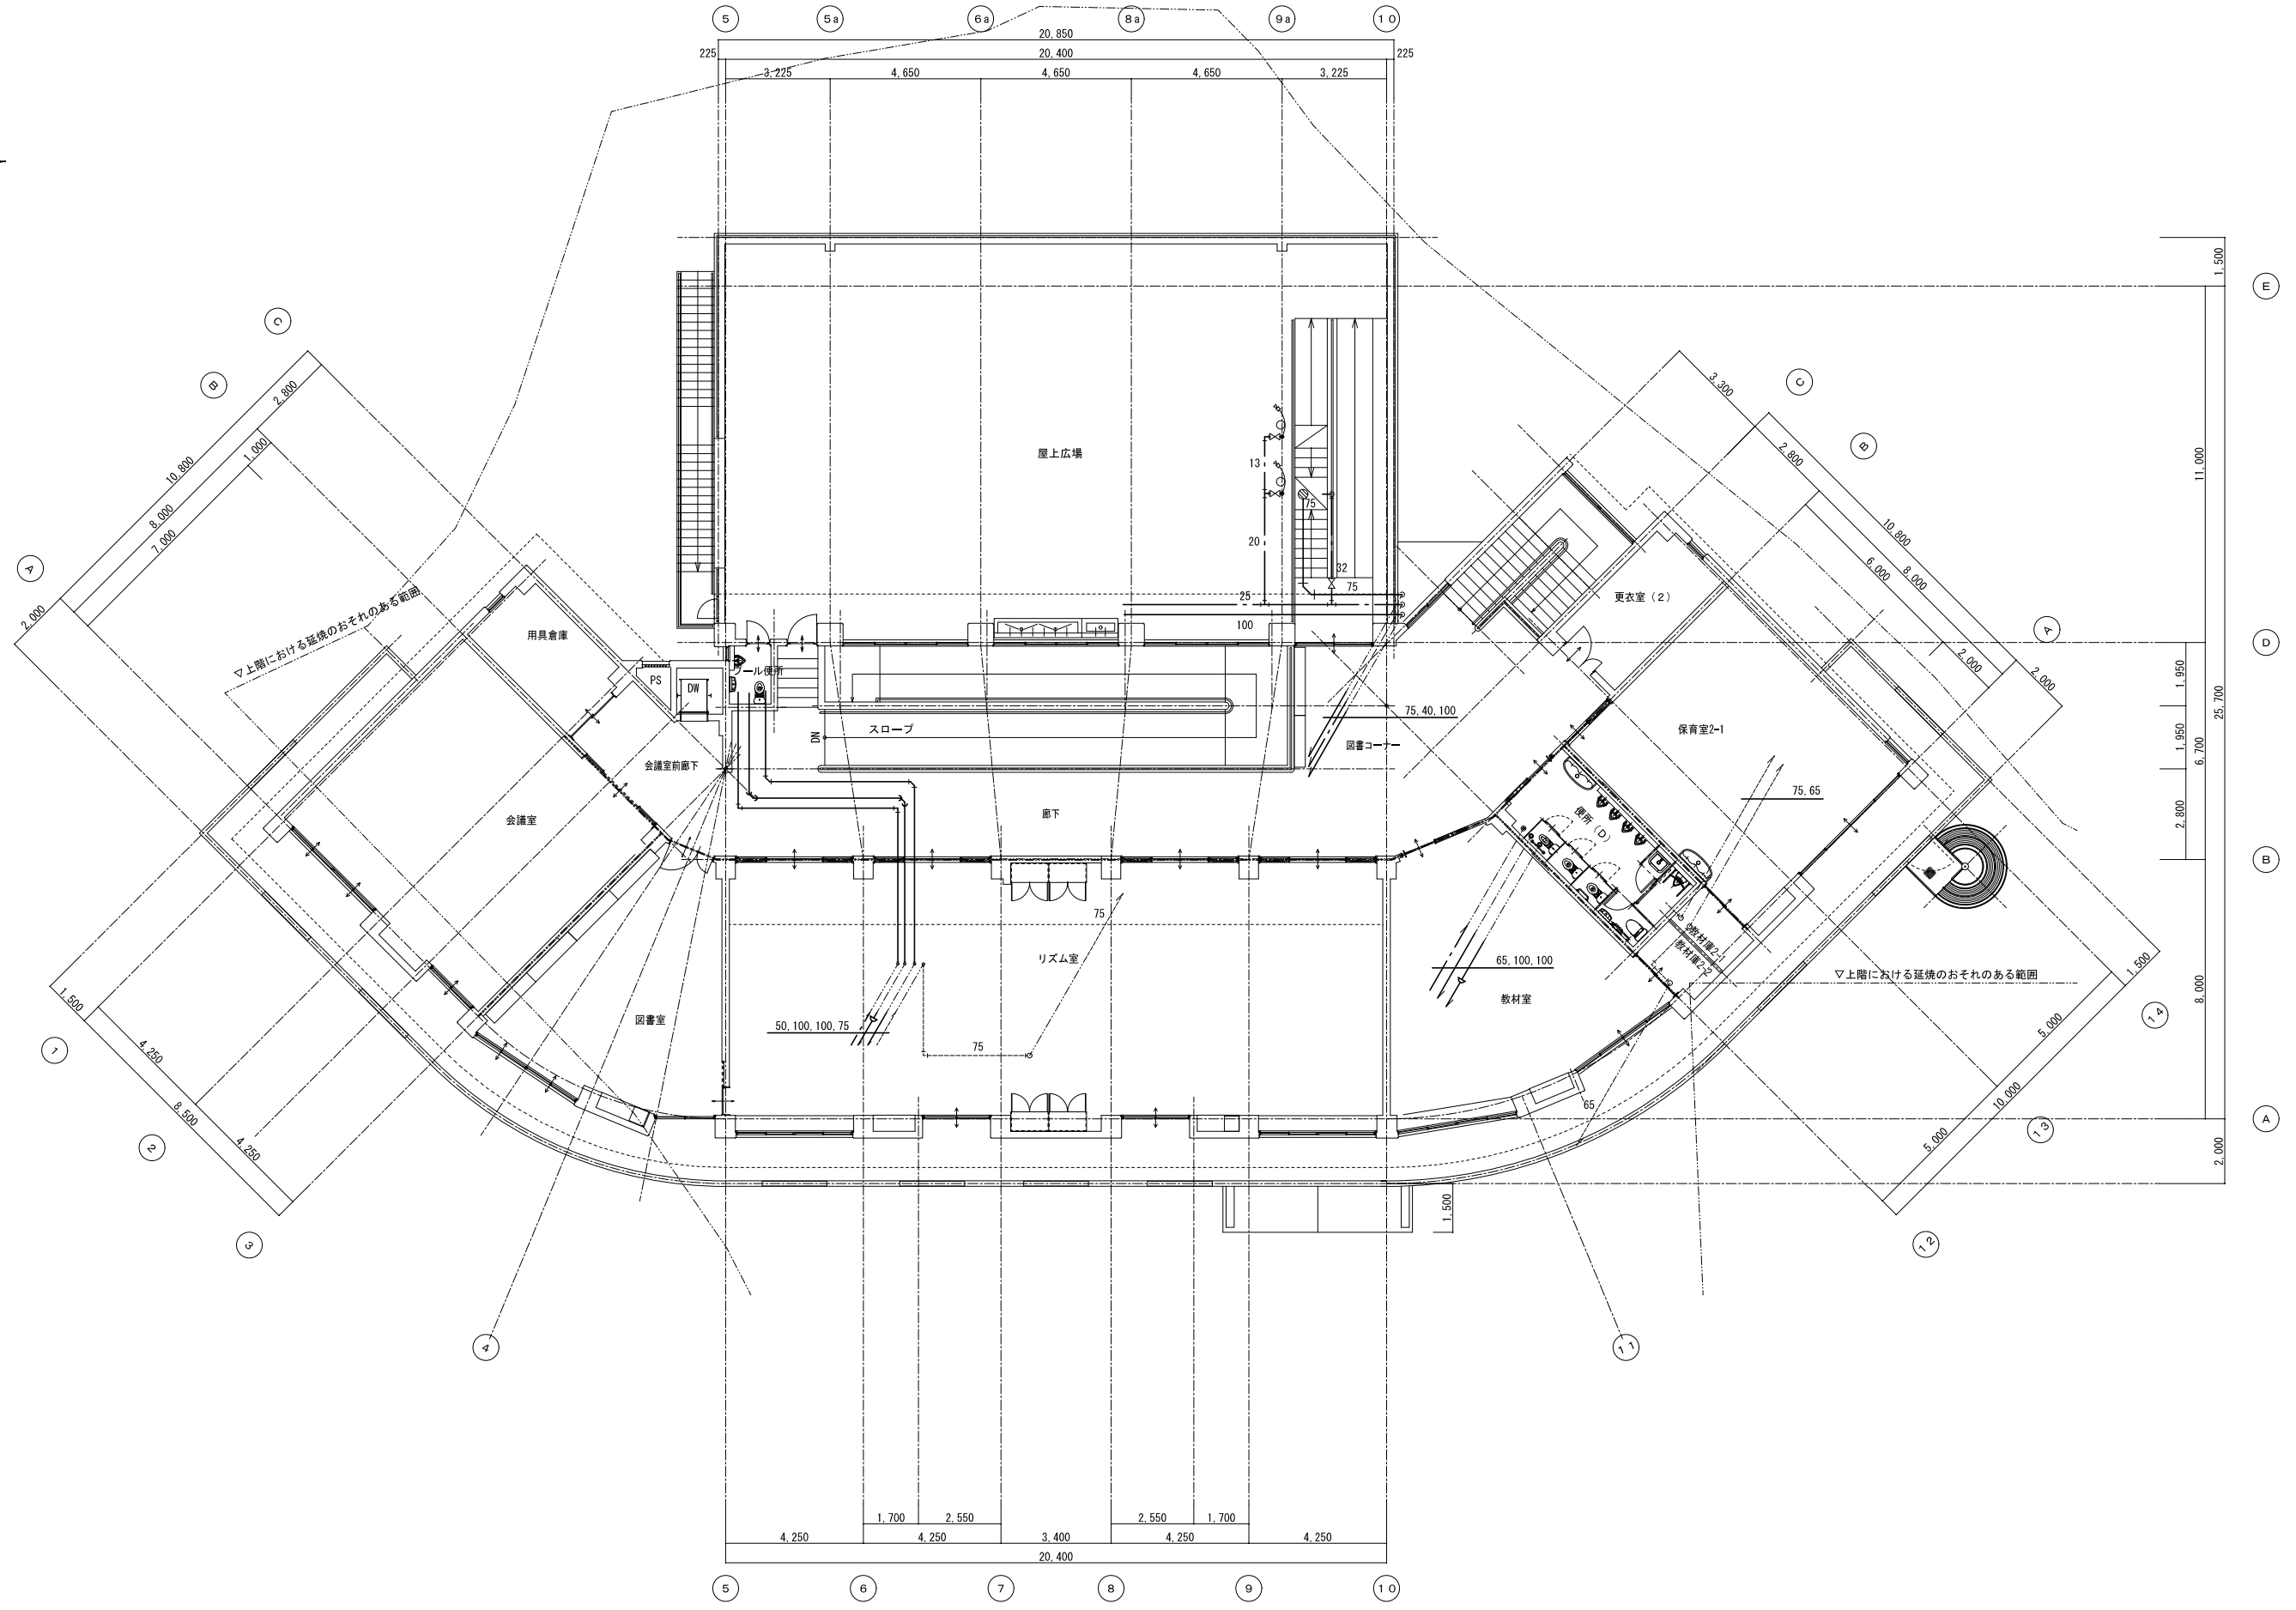 5 5a 6a 8a 9a 10
20,850
225 20,400 225
3,225 4,650 4,650 4,650 3,225
1,500
E
C
B
2,800
10,800
1,000
8,000
7,000
A
2,000
▽上階における延焼のおそれのある範囲
屋上広場
13
75
20
32
75
25
100
3,300
C
B
2,800
10,800
6,000
8,000
A
2,000
2,000
11,000
D
1,950
25,700
1,950
6,700
2,800
B
用具倉庫
PS
DW
ール便所
更衣室（2）
75,40,100
スロープ
DN
図書コーナー
保育室2-1
会議室前廊下
会議室
廊下
便所（D）
75,65
75
リズム室
教材庫2-1
教材庫2-2
65,100,100
▽上階における延焼のおそれのある範囲
教材室
図書室
50,100,100,75
75
65
1,500
4,250
8,500
4,250
1
2
3
4
1,500
14
5,000
10,000
13
5,000
12
11
8,000
A
2,000
1,500
1,700 2,550 2,550 1,700
4,250 4,250 3,400 4,250 4,250
20,400
5 6 7 8 9 10